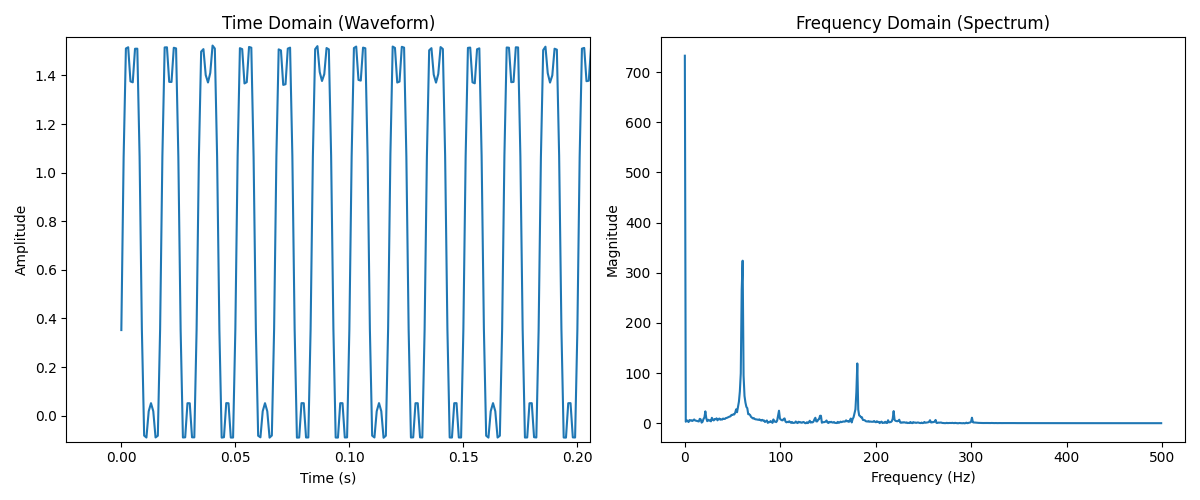 Time Domain (Waveform)
Amplitude
1.4
1.2
1.0
0.8
0.6
0.4
0.2
0.0
0.00 0.05 0.10 0.15 0.20
Time (s)
Frequency Domain (Spectrum)
Magnitude
700
600
500
400
300
200
100
0
0 100 200 300 400 500
Frequency (Hz)